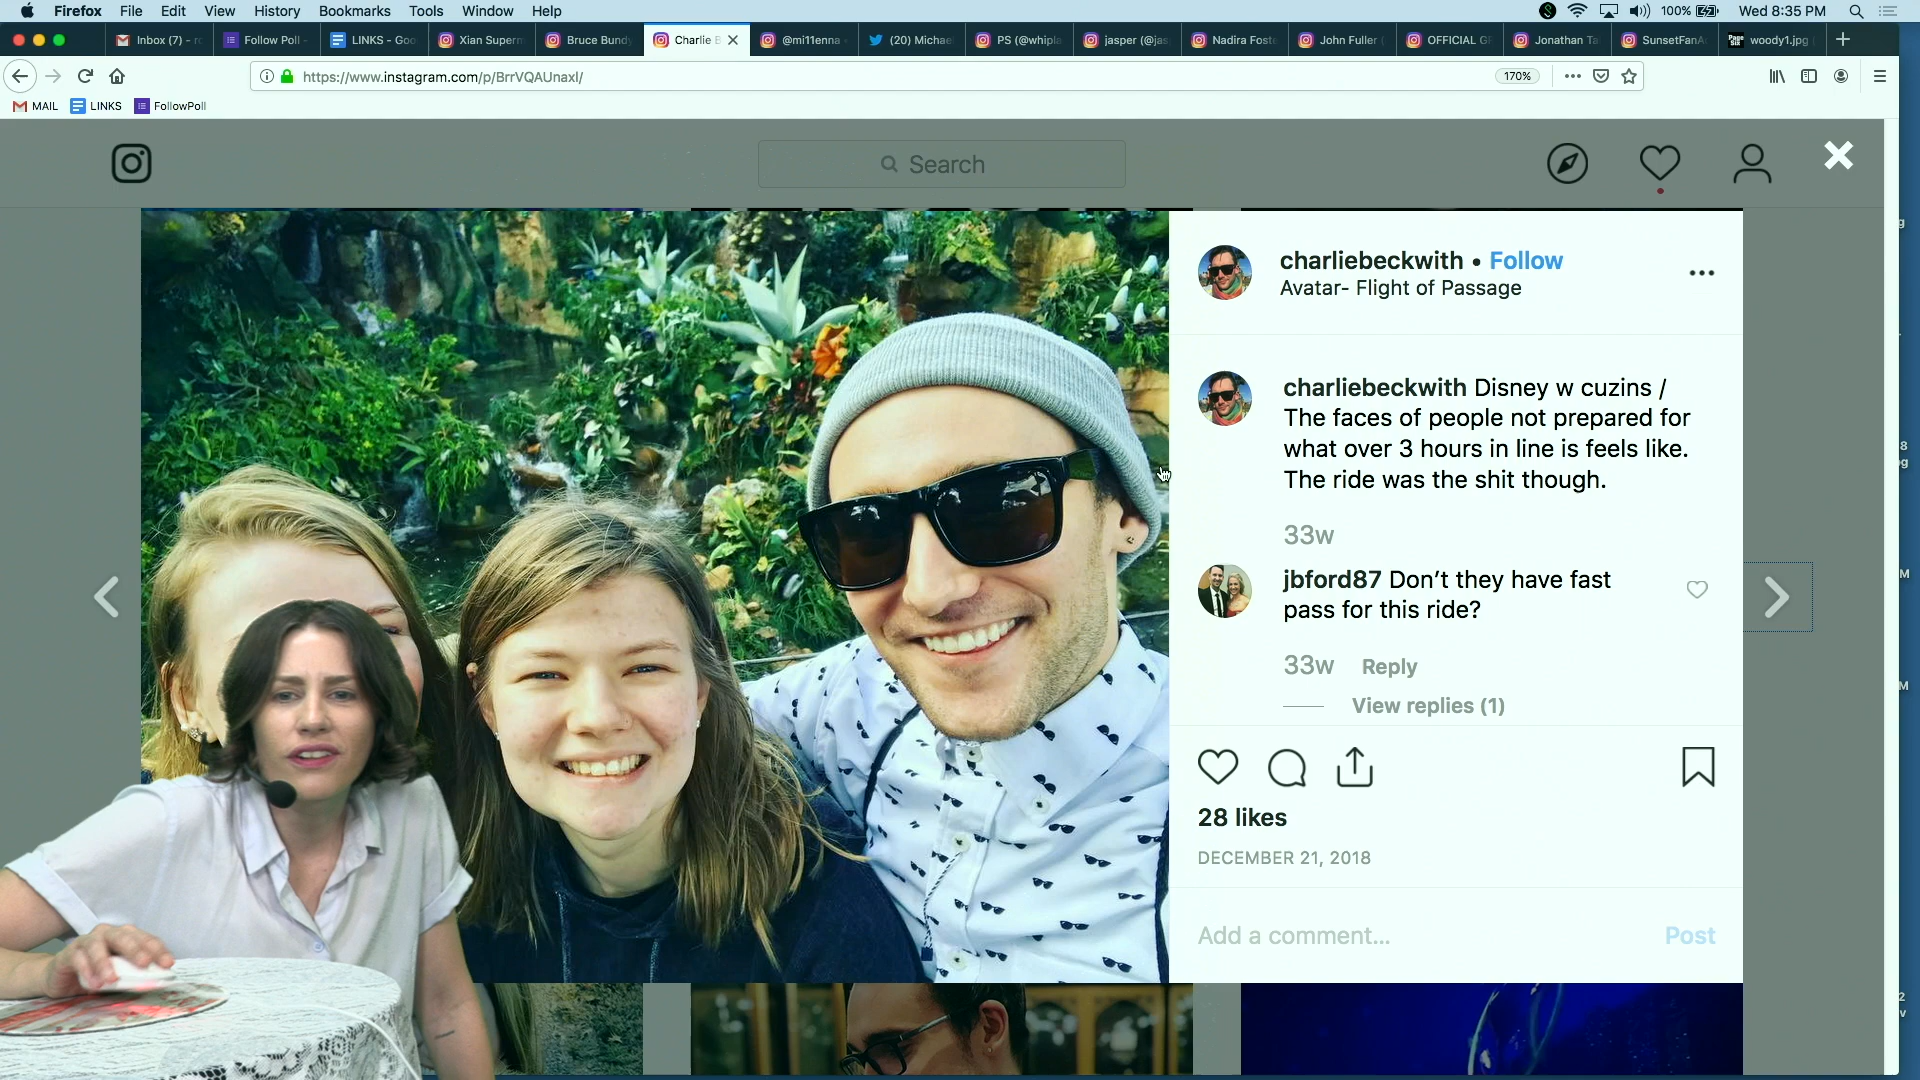 Firefox File Edit View History Bookmarks Tools Window Help 100% Wed 8:35 PM
Inbox (7) - Follow Poll - LINKS - Goo Xian Super Bruce Bundy Charlie B @mi11enna (20) Michae PS (@whipla jasper (@jas Nadira Foste John Fuller ( OFFICIAL G Jonathan Ta SunsetFanA woody1.jpg
https://www.instagram.com/p/BrrVQAUnaxI/ 170%
MAIL LINKS FollowPoll
Search
charliebeckwith • Follow
Avatar- Flight of Passage
charliebeckwith Disney w cuzins /
The faces of people not prepared for
what over 3 hours in line is feels like.
The ride was the shit though.
33w
jbford87 Don't they have fast
pass for this ride?
33w Reply
View replies (1)
28 likes
DECEMBER 21, 2018
Add a comment... Post